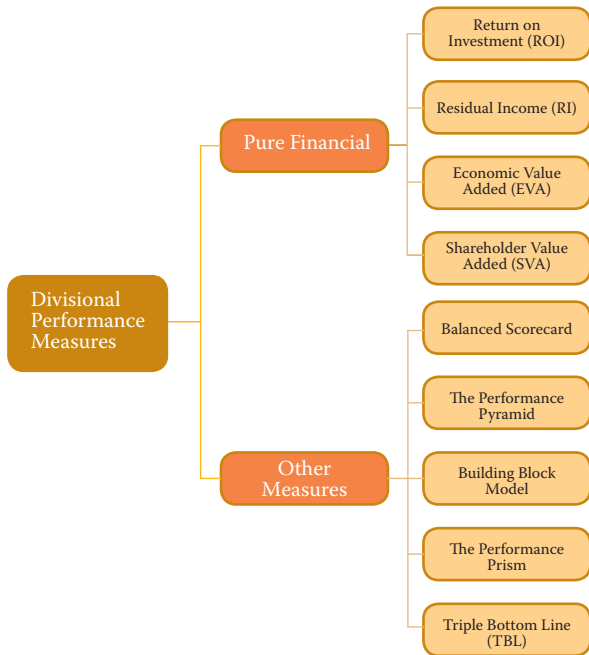 Divisional
Performance
Measures
Pure Financial
Return on
Investment (ROI)
Residual Income (RI)
Economic Value
Added (EVA)
Shareholder Value
Added (SVA)
Other
Measures
Balanced Scorecard
The Performance
Pyramid
Building Block
Model
The Performance
Prism
Triple Bottom Line
(TBL)